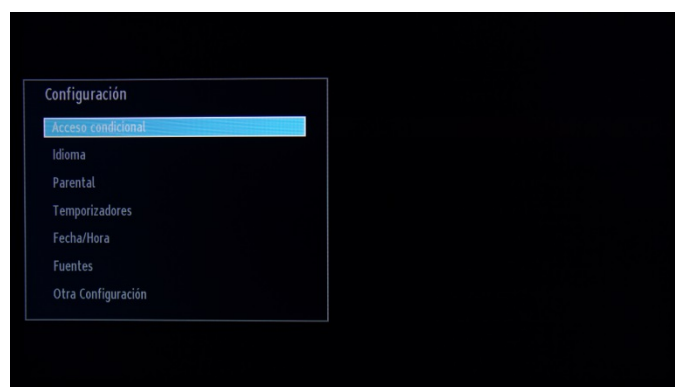 Configuración
Acceso condicional
Idioma
Parental
Temporizadores
Fecha/Hora
Fuentes
Otra Configuración